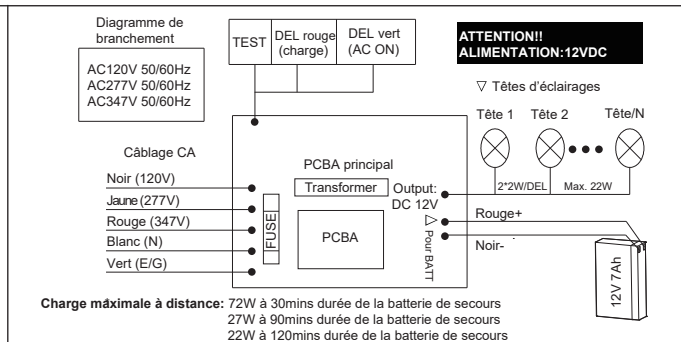 Diagramme de
branchement
AC120V 50/60Hz
AC277V 50/60Hz
AC347V 50/60Hz
TEST
DEL rouge
(charge)
DEL vert
(AC ON)
ATTENTION!!
ALIMENTATION:12VDC
▽ Têtes d'éclairages
Tête 1
Tête 2
Tête/N
Câblage CA
Noir (120V)
Jaune (277V)
Rouge (347V)
Blanc (N)
Vert (E/G)
FUSE
PCBA principal
Transformer
PCBA
Output:
DC 12V
▽ Pour BATT
2*2W/DEL
Max. 22W
Rouge+
Noir-
12V 7Ah
Charge máximale à distance: 72W à 30mins durée de la batterie de secours
27W à 90mins durée de la batterie de secours
22W à 120mins durée de la batterie de secours